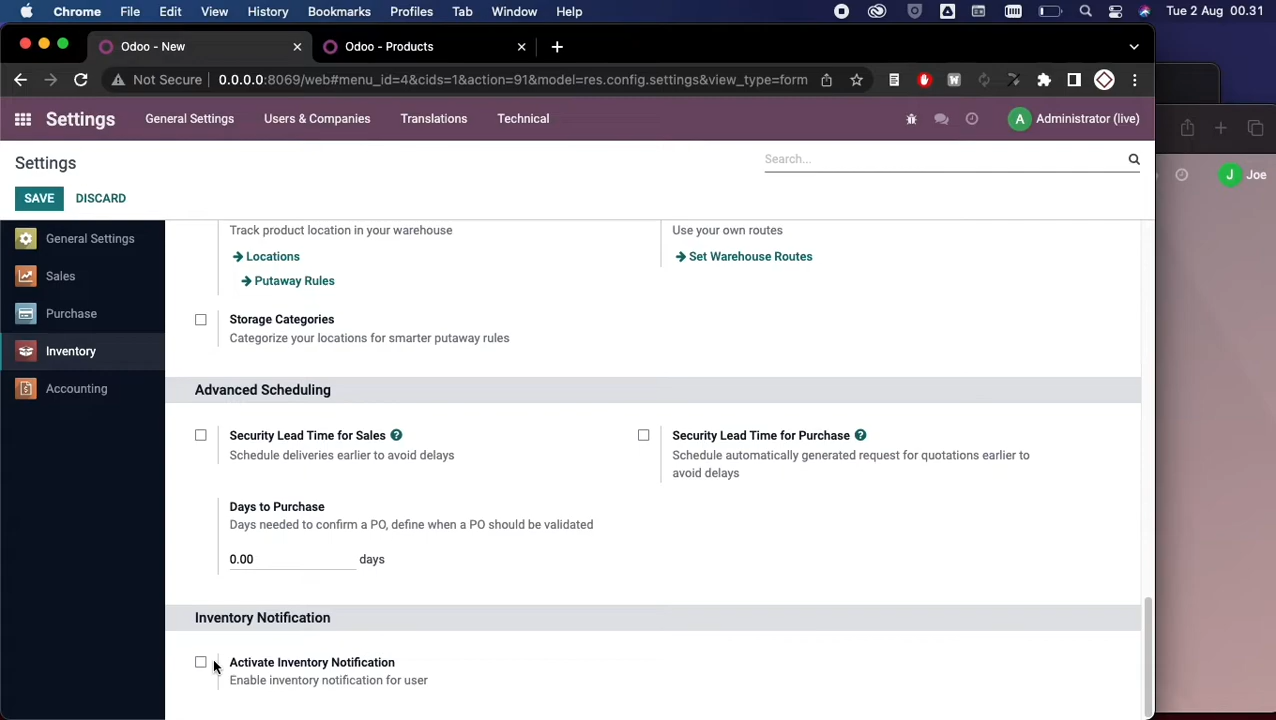 Chrome File Edit View History Bookmarks Profiles Tab Window Help Tue 2 Aug 00.31
Odoo - New Odoo - Products
Not Secure 0.0.0.0:8069/web#menu_id=4&cids=1&action=91&model=res.config.settings&view_type=form
Settings General Settings Users & Companies Translations Technical A Administrator (live)
J Joe
Settings Search...
SAVE DISCARD
General Settings
Sales
Purchase
Inventory
Accounting
Track product location in your warehouse Use your own routes
Locations Set Warehouse Routes
Putaway Rules
Storage Categories
Categorize your locations for smarter putaway rules
Advanced Scheduling
Security Lead Time for Sales ? Security Lead Time for Purchase ?
Schedule deliveries earlier to avoid delays Schedule automatically generated request for quotations earlier to
avoid delays
Days to Purchase
Days needed to confirm a PO, define when a PO should be validated
0.00 days
Inventory Notification
Activate Inventory Notification
Enable inventory notification for user